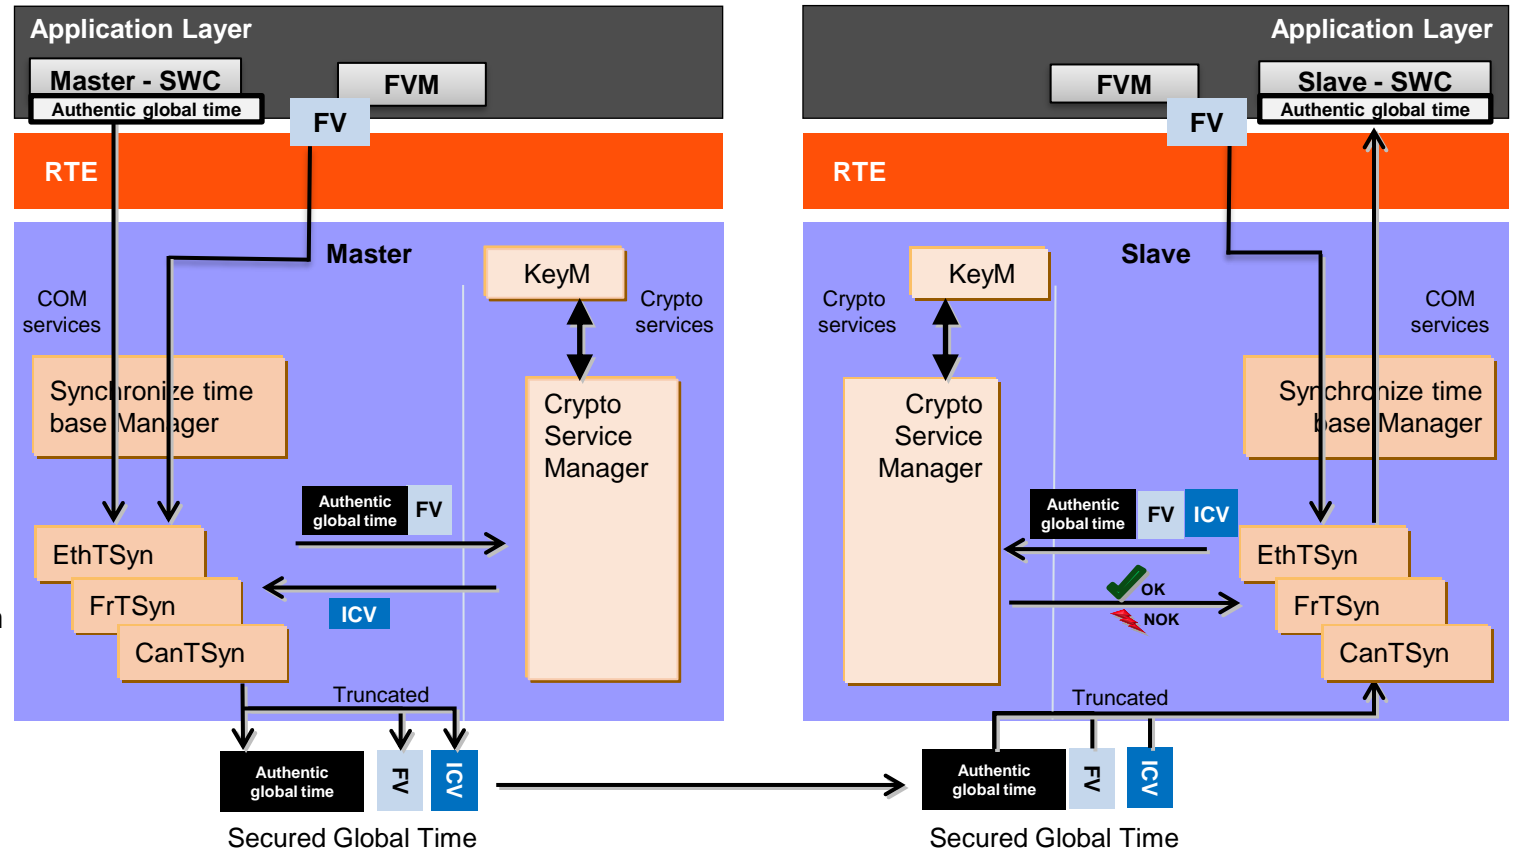 Application Layer
Master - SWC
Authentic global time
FVM
FV
RTE
Master
KeyM
COM
services
Crypto
services
Synchronize time
base Manager
Crypto
Service
Manager
Authentic
global time
FV
EthTSyn
FrTSyn
CanTSyn
ICV
Truncated
Authentic
global time
FV
ICV
Secured Global Time
Application Layer
FVM
Slave - SWC
Authentic global time
FV
RTE
Slave
KeyM
Crypto
services
COM
services
Crypto
Service
Manager
Synchronize time
base Manager
Authentic
global time
FV
ICV
OK
NOK
EthTSyn
FrTSyn
CanTSyn
Truncated
Authentic
global time
FV
ICV
Secured Global Time